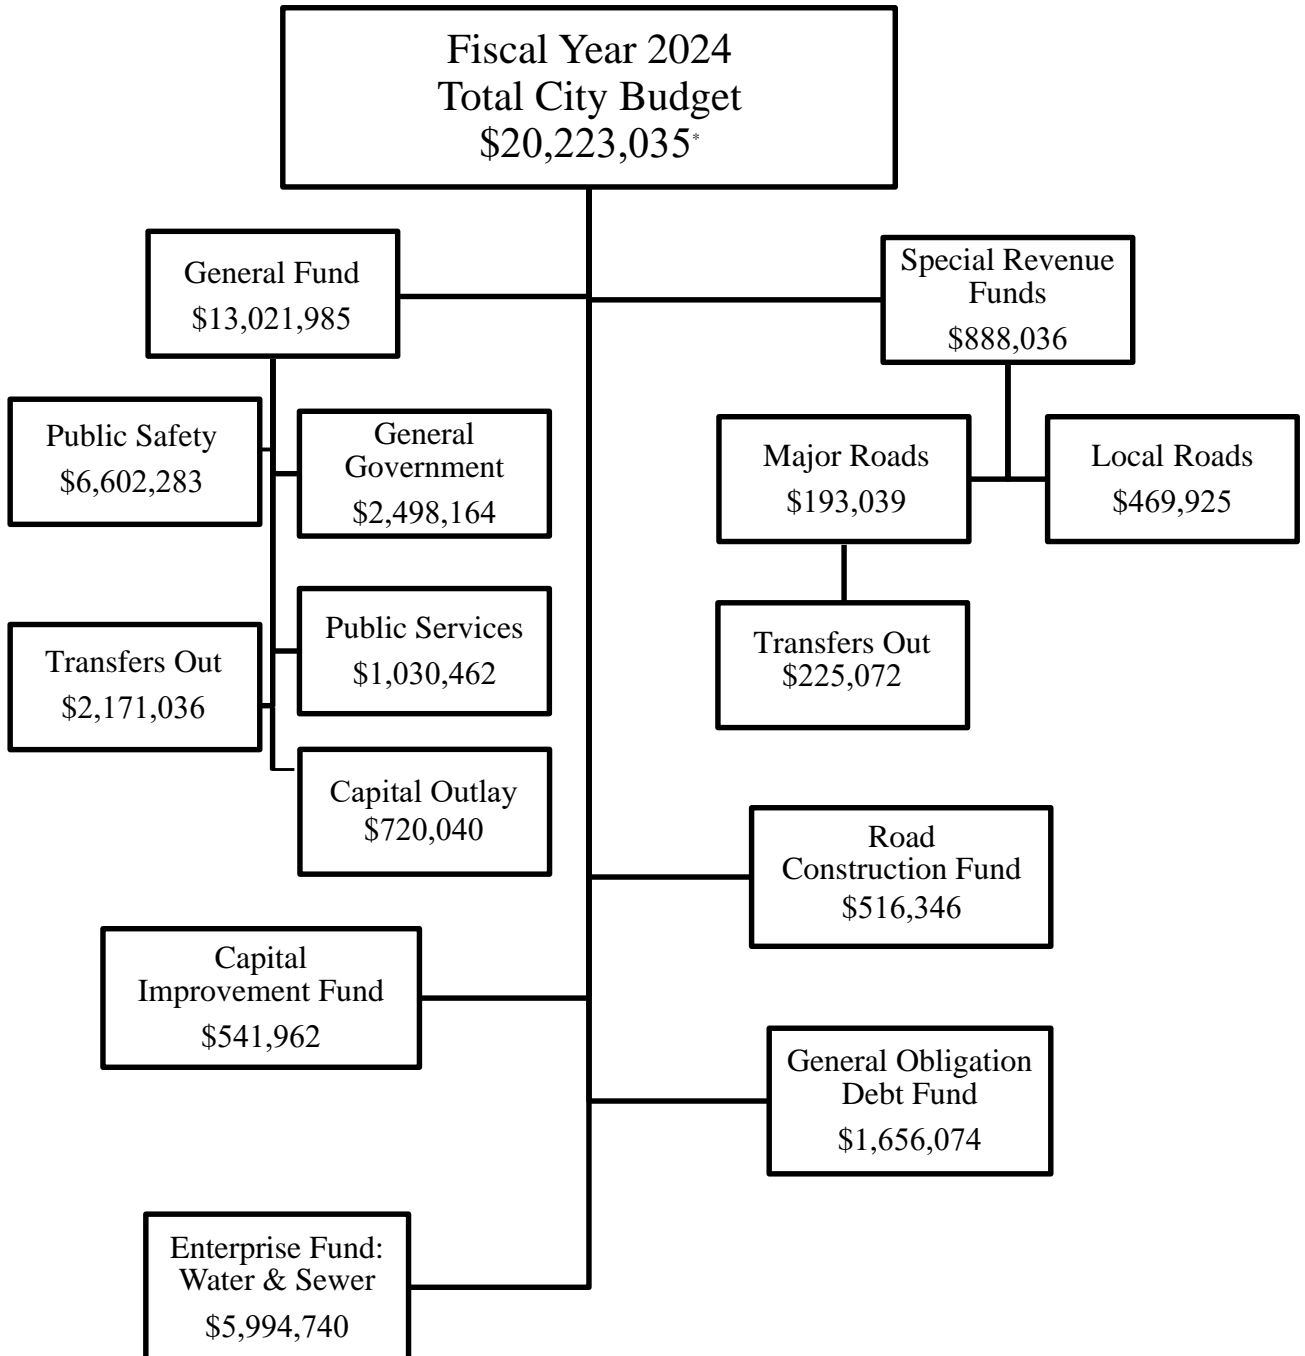 Fiscal Year 2024
Total City Budget
$20,223,035*
General Fund
$13,021,985
Special Revenue
Funds
$888,036
Public Safety
$6,602,283
General
Government
$2,498,164
Major Roads
$193,039
Local Roads
$469,925
Public Services
$1,030,462
Transfers Out
$2,171,036
Transfers Out
$225,072
Capital Outlay
$720,040
Road
Construction Fund
$516,346
Capital
Improvement Fund
$541,962
General Obligation
Debt Fund
$1,656,074
Enterprise Fund:
Water & Sewer
$5,994,740